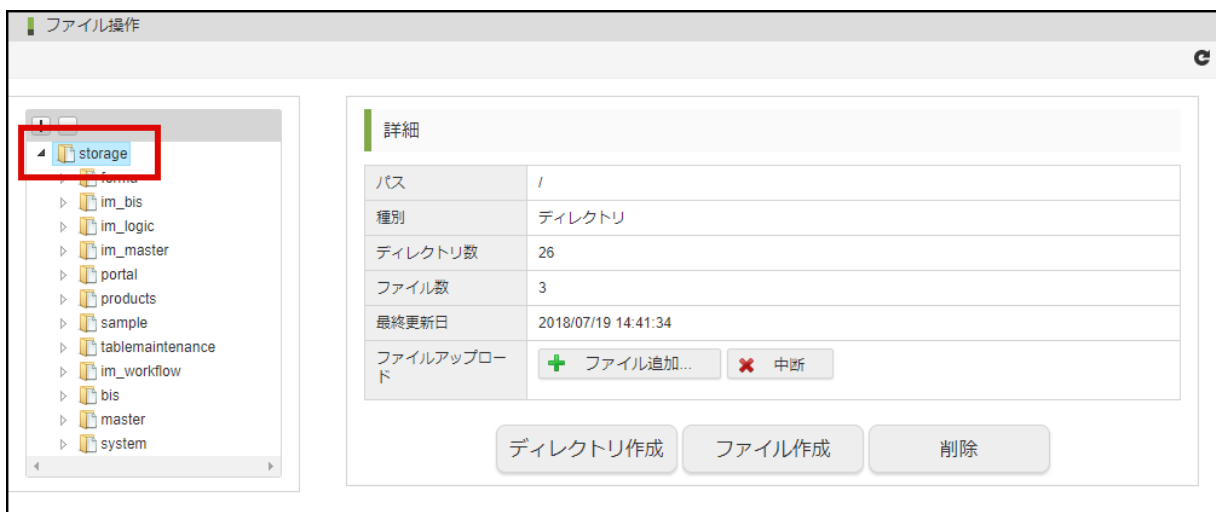 ファイル操作
storage
forma
im_bis
im_logic
im_master
portal
products
sample
tablemaintenance
im_workflow
bis
master
system
詳細
パス /
種別 ディレクトリ
ディレクトリ数 26
ファイル数 3
最終更新日 2018/07/19 14:41:34
ファイルアップロー
ド
ファイル追加... 中断
ディレクトリ作成 ファイル作成 削除